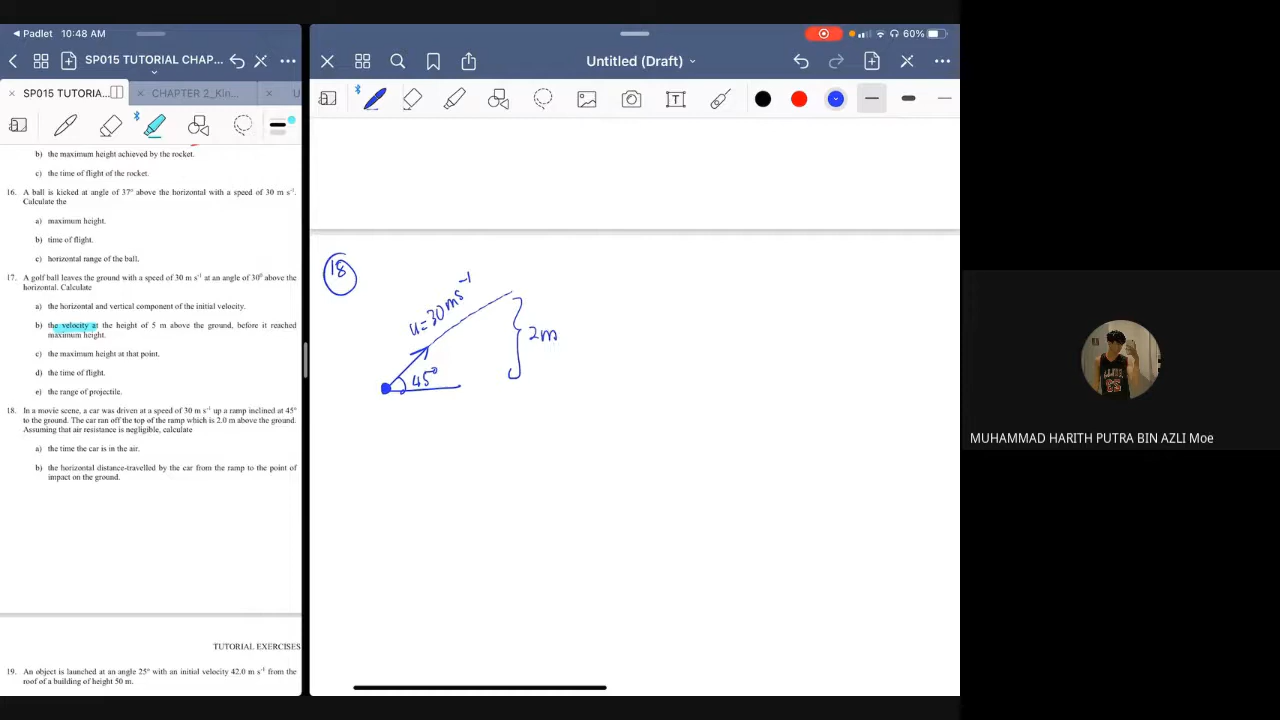 Padlet 10:48 AM
60%
SP015 TUTORIAL CHAP...
Untitled (Draft)
SP015 TUTORIA...
CHAPTER 2_Kin...
b) the maximum height achieved by the rocket.
c) the time of flight of the rocket.
16. A ball is kicked at angle of 37° above the horizontal with a speed of 30 m s⁻¹.
Calculate the
a) maximum height.
b) time of flight.
c) horizontal range of the ball.
17. A golf ball leaves the ground with a speed of 30 m s⁻¹ at an angle of 30⁰ above the
horizontal. Calculate
a) the horizontal and vertical component of the initial velocity.
b) the velocity at the height of 5 m above the ground, before it reached
maximum height.
c) the maximum height at that point.
d) the time of flight.
e) the range of projectile.
18. In a movie scene, a car was driven at a speed of 30 m s⁻¹ up a ramp inclined at 45°
to the ground. The car ran off the top of the ramp which is 2.0 m above the ground.
Assuming that air resistance is negligible, calculate
a) the time the car is in the air.
b) the horizontal distance-travelled by the car from the ramp to the point of
impact on the ground.
TUTORIAL EXERCISES
19. An object is launched at an angle 25° with an initial velocity 42.0 m s⁻¹ from the
roof of a building of height 50 m.
18
u=30ms⁻¹
2m
45°
MUHAMMAD HARITH PUTRA BIN AZLI Moe